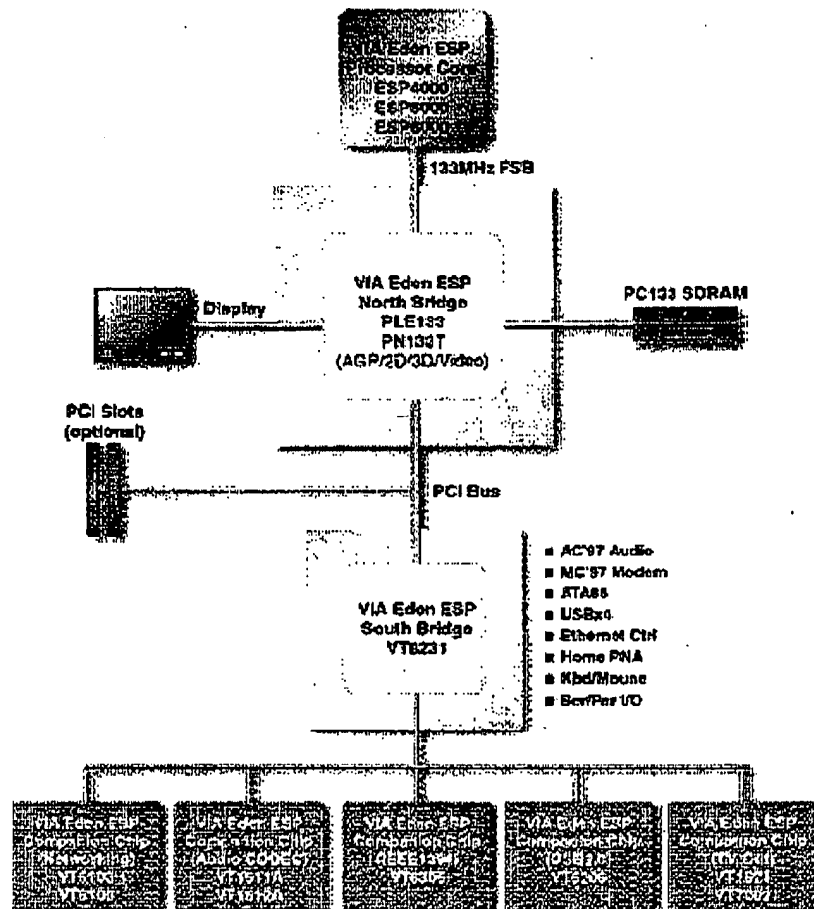 VIA Eden ESP
Processor Core
ESP4000
ESP5000
ESP6000
133MHz FSB
VIA Eden ESP
North Bridge
PLE133
PN133T
(AGP/2D/3D/Video)
Display
PC133 SDRAM
PCI Slots
(optional)
PCI Bus
VIA Eden ESP
South Bridge
VT8231
■ AC'97 Audio
■ MC'97 Modem
■ USBx4
■ Ethernet Ctrl
■ Home PNA
■ Kbd/Mouse
■ Ser/Par I/O
VIA Eden ESP
Companion Chip
(Networking)
VT6103
VIA Eden ESP
Companion Chip
(Audio CODEC)
VT1611A
VIA Eden ESP
Companion Chip
(IEEE1394)
VIA Eden ESP
Companion Chip
VIA Eden ESP
Companion Chip